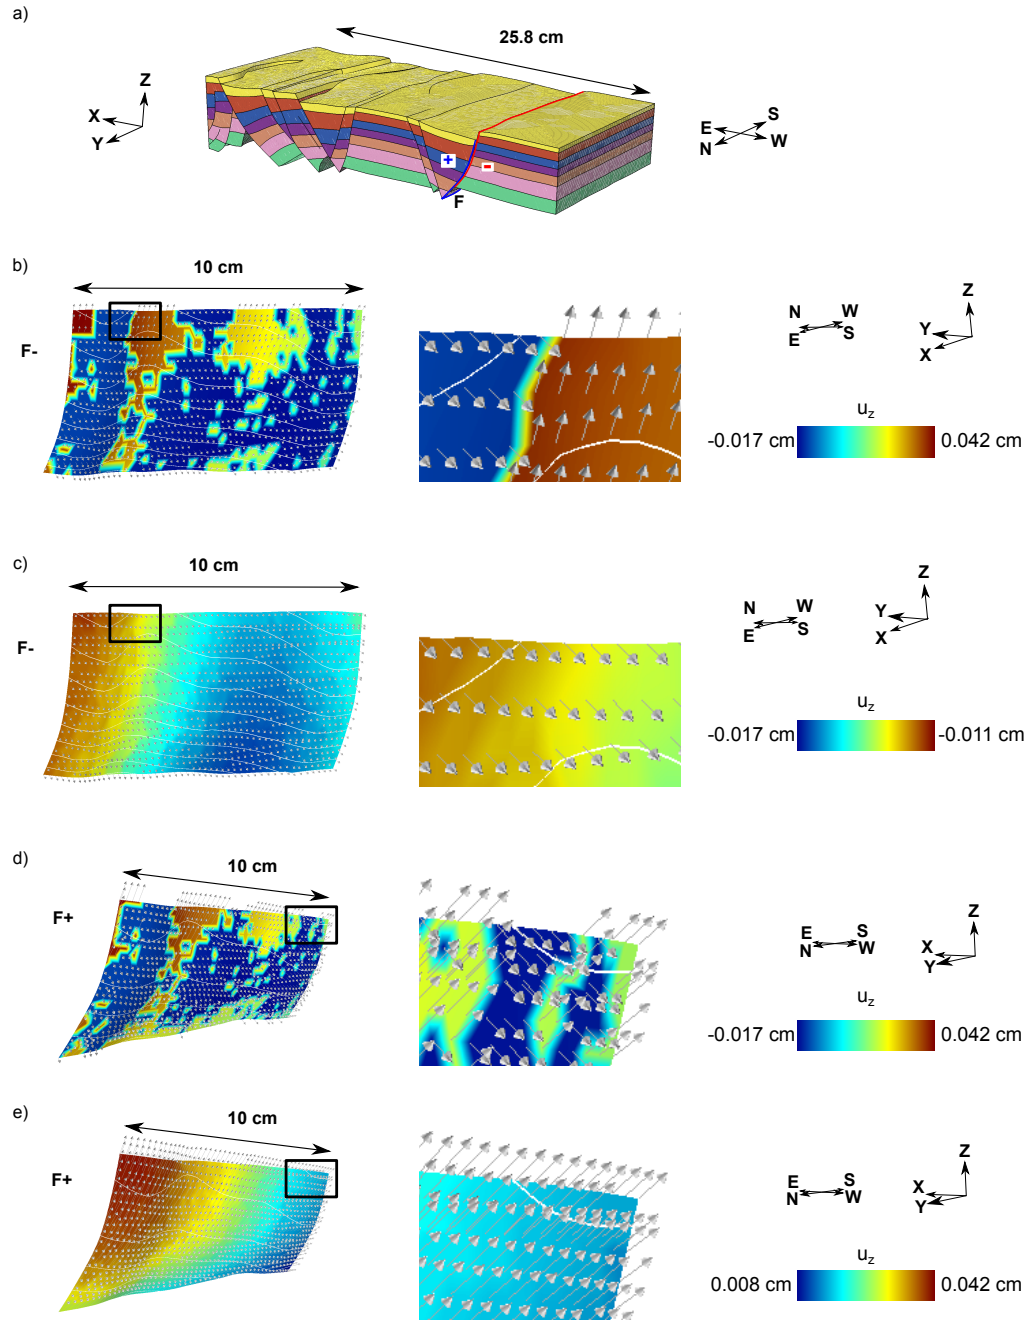 a)
25.8 cm
Z
X
Y
S
E
N
W
+
-
F
b)
10 cm
F-
N
W
E
S
Z
Y
X
u_z
-0.017 cm
0.042 cm
c)
10 cm
F-
N
W
E
S
Z
Y
X
u_z
-0.017 cm
-0.011 cm
d)
10 cm
F+
E
S
N
W
Z
X
Y
u_z
-0.017 cm
0.042 cm
e)
10 cm
F+
E
S
N
W
Z
X
Y
u_z
0.008 cm
0.042 cm